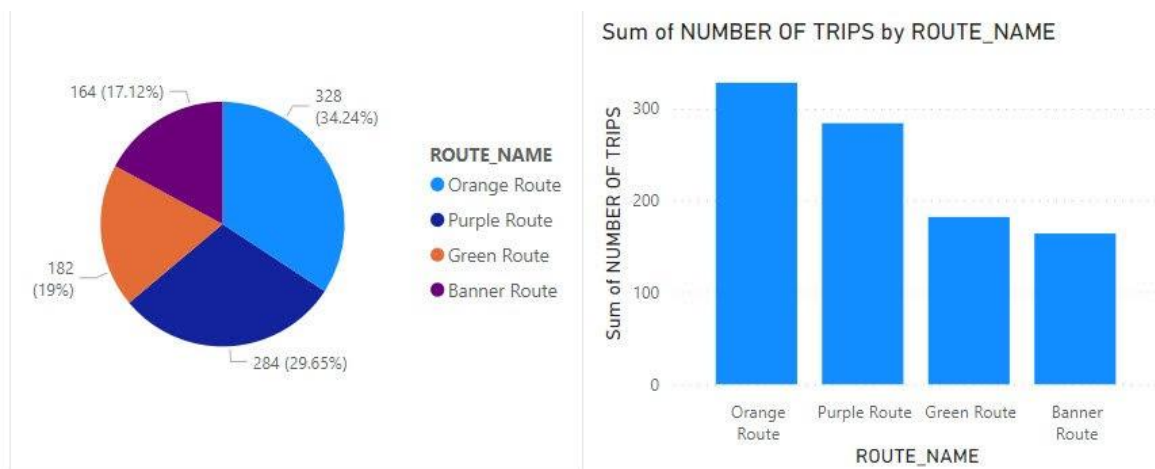 164 (17.12%)
328
(34.24%)
182
(19%)
284 (29.65%)
ROUTE_NAME
Orange Route
Purple Route
Green Route
Banner Route
Sum of NUMBER OF TRIPS by ROUTE_NAME
Sum of NUMBER OF TRIPS
300
200
100
0
Orange
Route
Purple Route
Green Route
Banner
Route
ROUTE_NAME